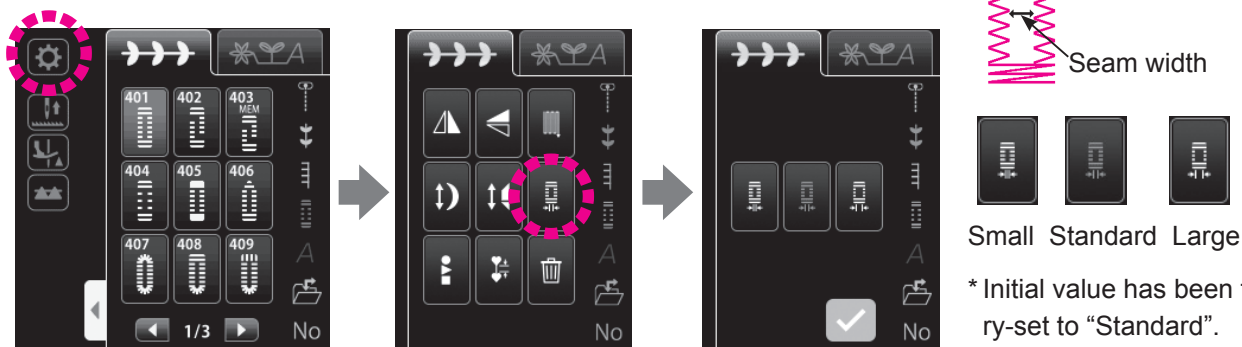 Seam width
A
401 402 403
MEM
404 405 406
407 408 409
A
1/3
No
A
A
No
A
No
Small Standard Large
* Initial value has been
ry-set to “Standard”.